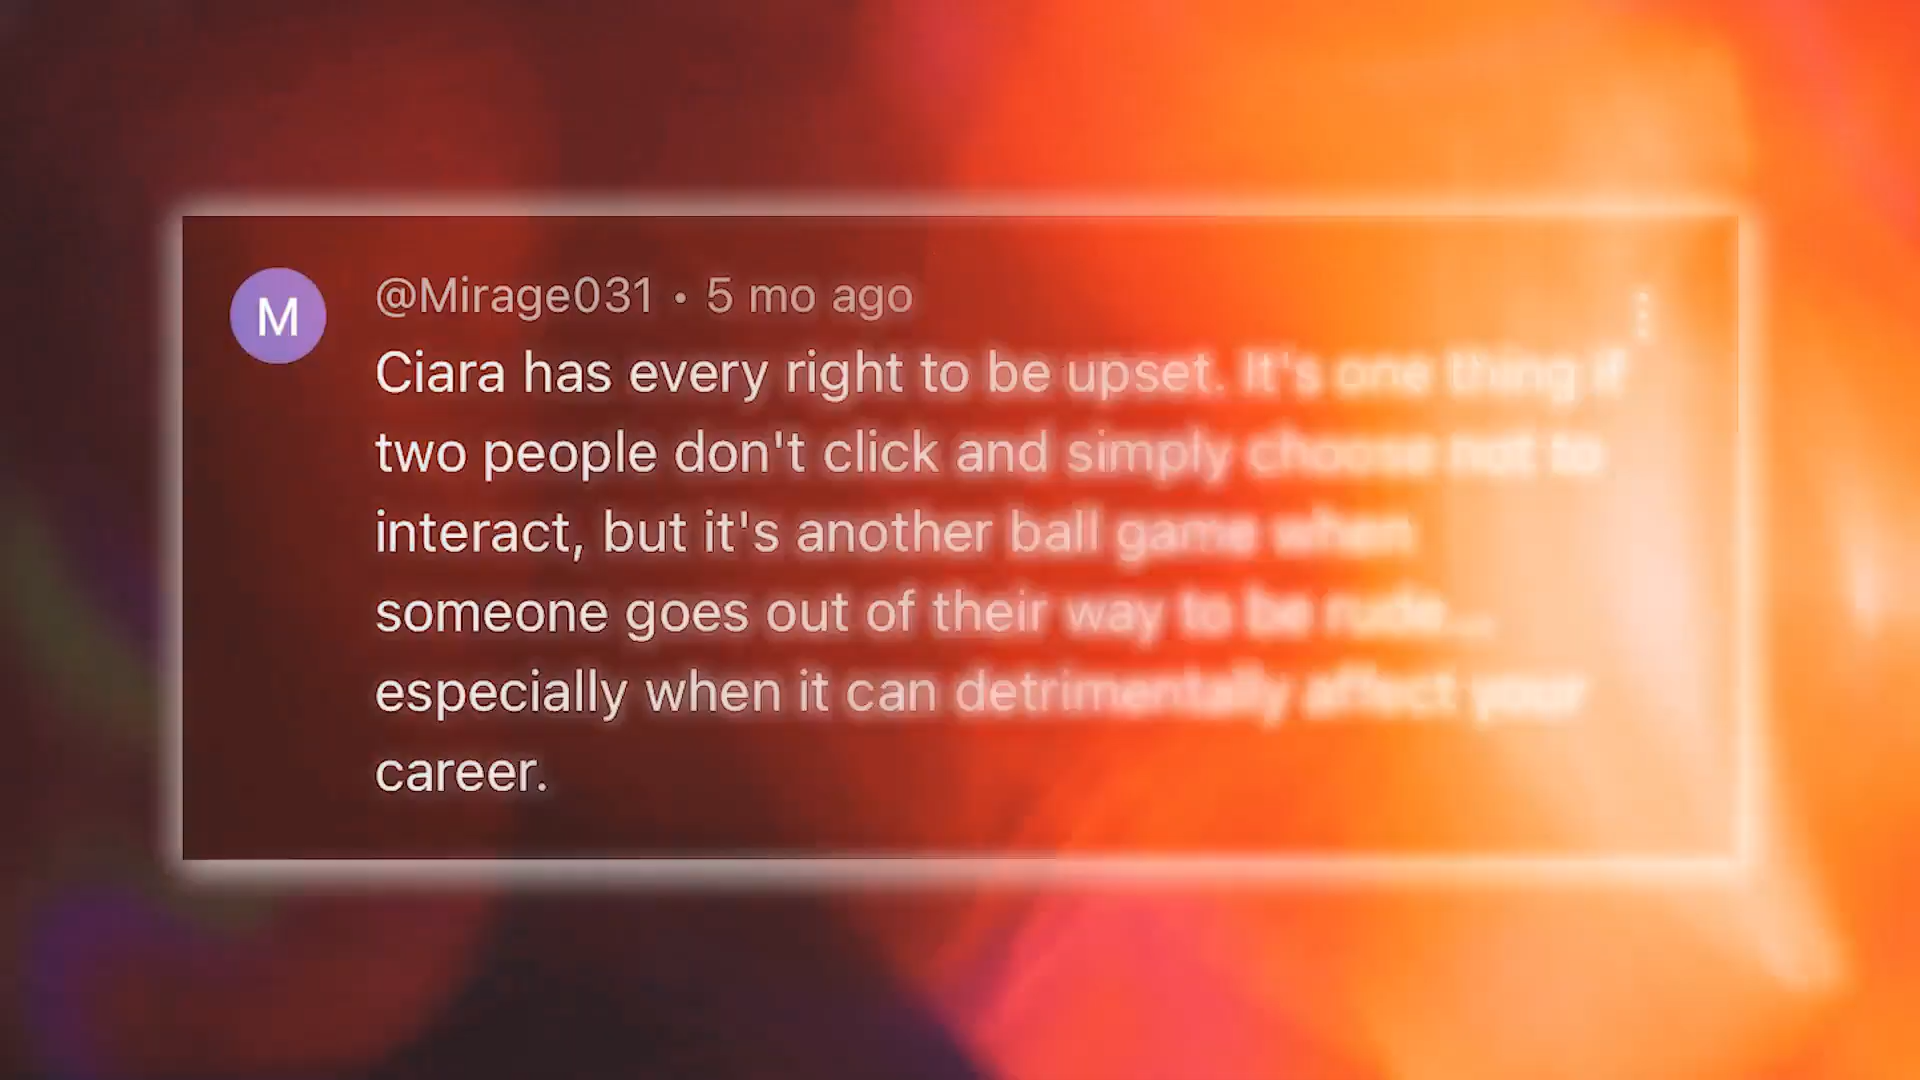 M
@Mirage031 • 5 mo ago
Ciara has every right to be upset. It's one thing if
two people don't click and simply choose not to
interact, but it's another ball game when
someone goes out of their way to be rude...
especially when it can detrimentally affect your
career.